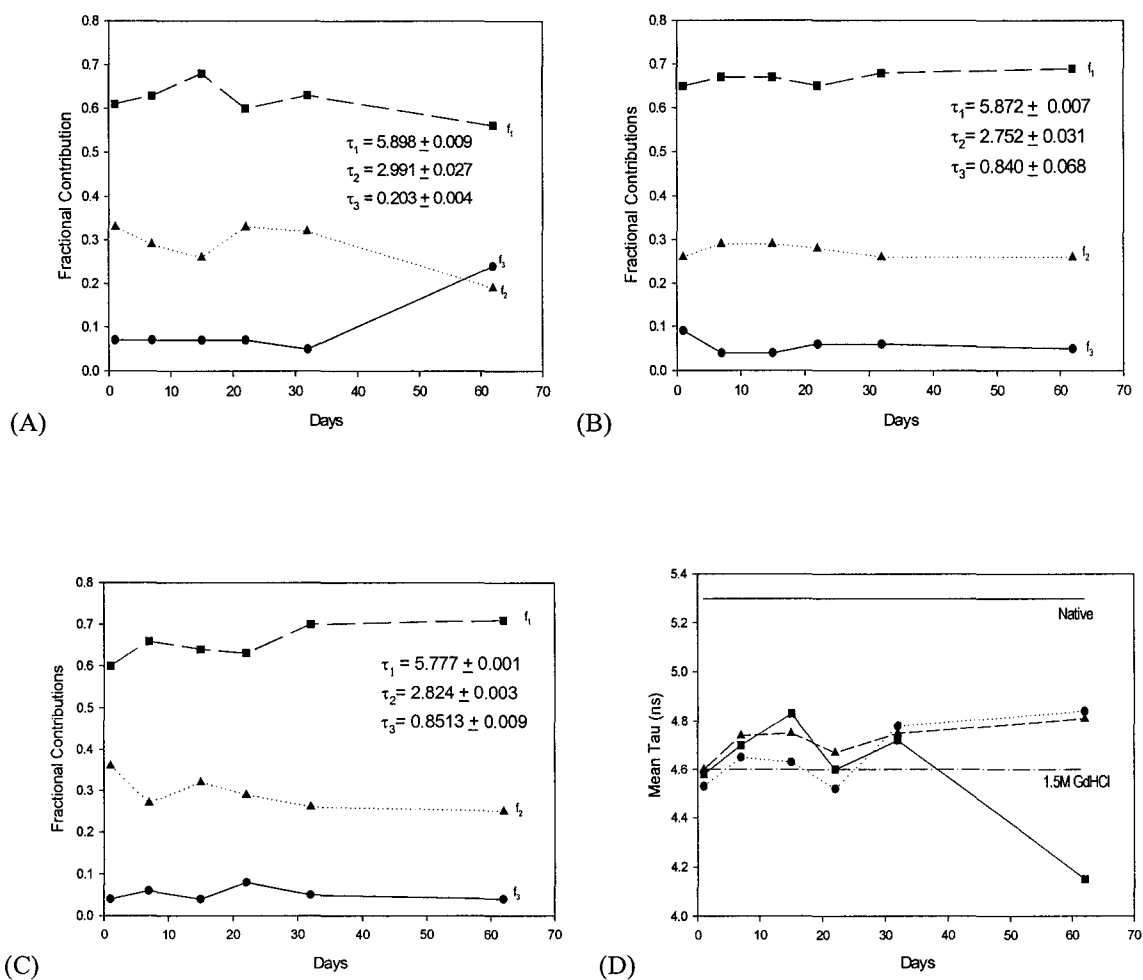 0.8
0.7
0.6
0.5
0.4
0.3
0.2
0.1
0.0
Fractional Contribution
f₁
τ₁ = 5.898 ± 0.009
τ₂ = 2.991 ± 0.027
τ₃ = 0.203 ± 0.004
f₃
f₂
0 10 20 30 40 50 60 70
Days
(A)
0.8
0.7
0.6
0.5
0.4
0.3
0.2
0.1
0.0
Fractional Contributions
f₁
τ₁= 5.872 ± 0.007
τ₂= 2.752 ± 0.031
τ₃= 0.840 ± 0.068
f₂
f₃
0 10 20 30 40 50 60 70
Days
(B)
0.8
0.7
0.6
0.5
0.4
0.3
0.2
0.1
0.0
Fractional Contributions
f₁
τ₁ = 5.777 ± 0.001
τ₂= 2.824 ± 0.003
τ₃= 0.8513 ± 0.009
f₂
f₃
0 10 20 30 40 50 60 70
Days
(C)
5.4
5.2
5.0
4.8
4.6
4.4
4.2
4.0
Mean Tau (ns)
Native
1.5M GdHCl
0 10 20 30 40 50 60 70
Days
(D)